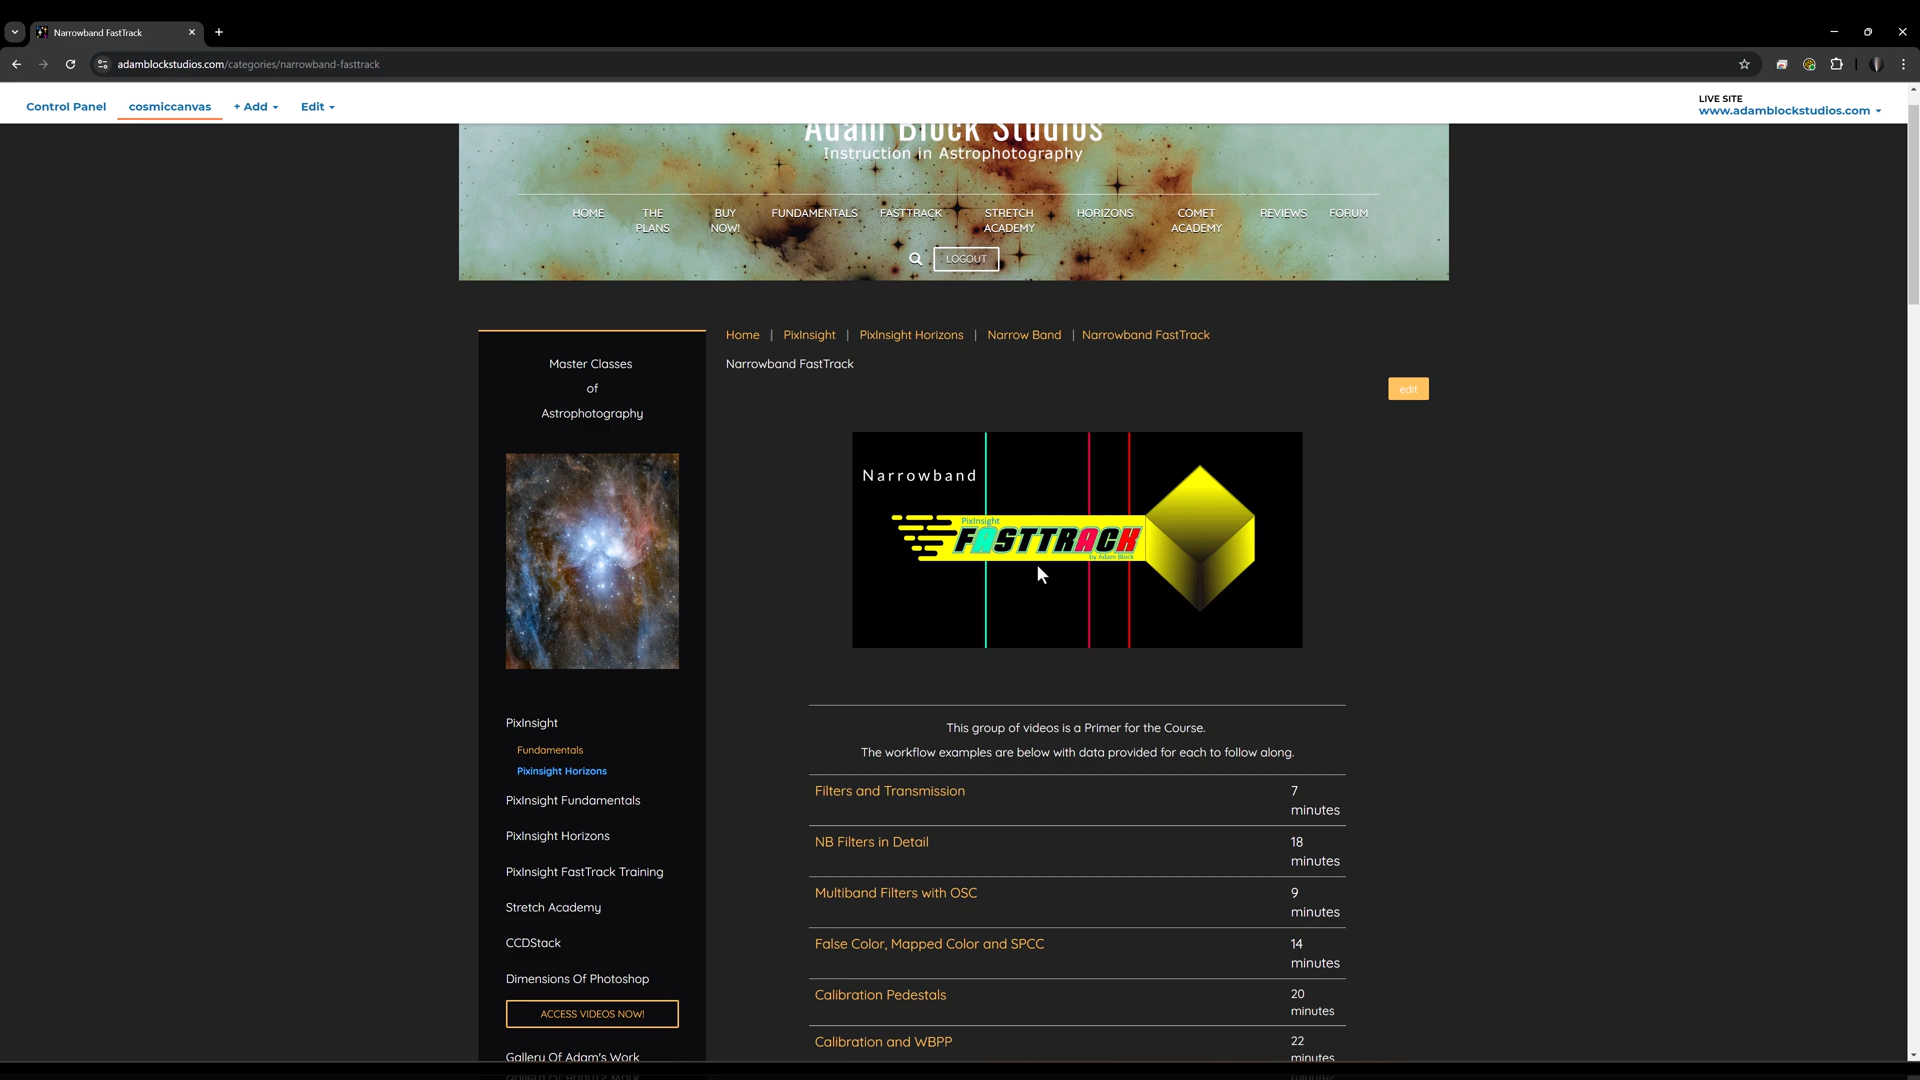 Narrowband FastTrack
adamblockstudios.com/categories/narrowband-fasttrack
Control Panel
cosmiccanvas
+ Add
Edit
LIVE SITE
www.adamblockstudios.com
Adam Block Studios
Instruction in Astrophotography
HOME
THE
PLANS
BUY
NOW!
FUNDAMENTALS
FASTTRACK
STRETCH
ACADEMY
HORIZONS
COMET
ACADEMY
REVIEWS
FORUM
LOGOUT
Master Classes
of
Astrophotography
PixInsight
Fundamentals
Pixinsight Horizons
PixInsight Fundamentals
PixInsight Horizons
PixInsight FastTrack Training
Stretch Academy
CCDStack
Dimensions Of Photoshop
ACCESS VIDEOS NOW!
Gallery Of Adam's Work
Home | PixInsight | PixInsight Horizons | Narrow Band | Narrowband FastTrack
Narrowband FastTrack
edit
Narrowband
PixInsight
FASTTRACK
by Adam Block
This group of videos is a Primer for the Course.
The workflow examples are below with data provided for each to follow along.
Filters and Transmission
7
minutes
NB Filters in Detail
18
minutes
Multiband Filters with OSC
9
minutes
False Color, Mapped Color and SPCC
14
minutes
Calibration Pedestals
20
minutes
Calibration and WBPP
22
minutes